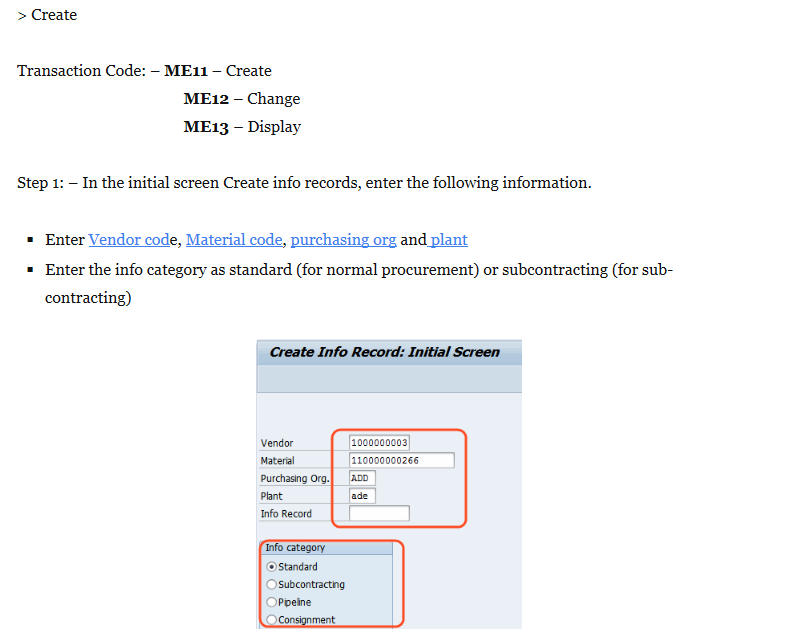 > Create
Transaction Code: – ME11 – Create
ME12 – Change
ME13 – Display
Step 1: – In the initial screen Create info records, enter the following information.
▪ Enter Vendor code, Material code, purchasing org and plant
▪ Enter the info category as standard (for normal procurement) or subcontracting (for sub-
contracting)
Create Info Record: Initial Screen
Vendor 1000000003
Material 110000000266
Purchasing Org. ADD
Plant ade
Info Record
Info category
Standard
Subcontracting
Pipeline
Consignment